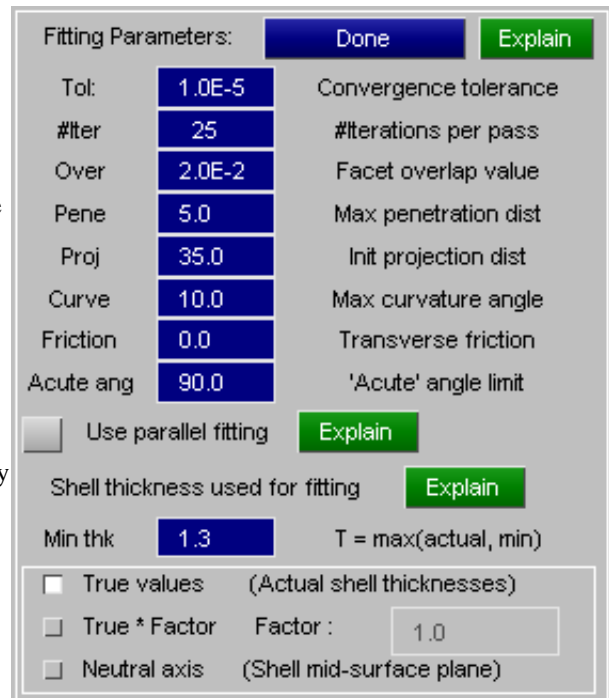 Fitting Parameters: Done Explain
Tol: 1.0E-5 Convergence tolerance
#Iter 25 #Iterations per pass
Over 2.0E-2 Facet overlap value
Pene 5.0 Max penetration dist
Proj 35.0 Init projection dist
Curve 10.0 Max curvature angle
Friction 0.0 Transverse friction
Acute ang 90.0 'Acute' angle limit
Use parallel fitting Explain
y
Shell thickness used for fitting Explain
Min thk 1.3 T = max(actual, min)
True values (Actual shell thicknesses)
True * Factor Factor : 1.0
Neutral axis (Shell mid-surface plane)